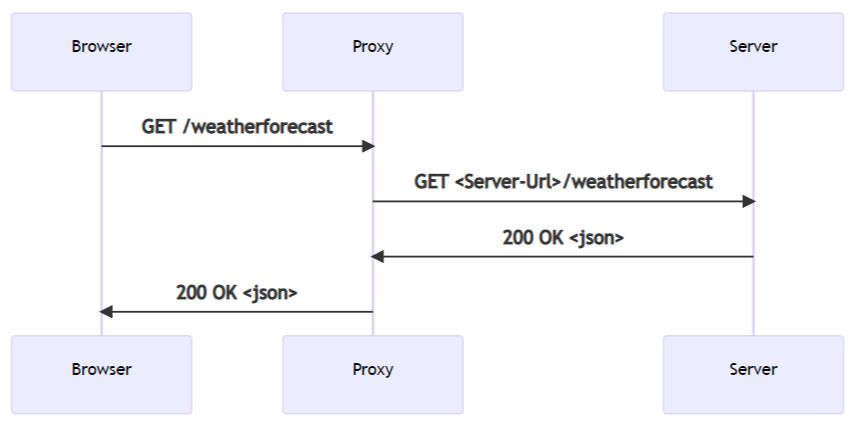 Browser
Proxy
Server
GET /weatherforecast
GET <Server-Url>/weatherforecast
200 OK <json>
200 OK <json>
Browser
Proxy
Server